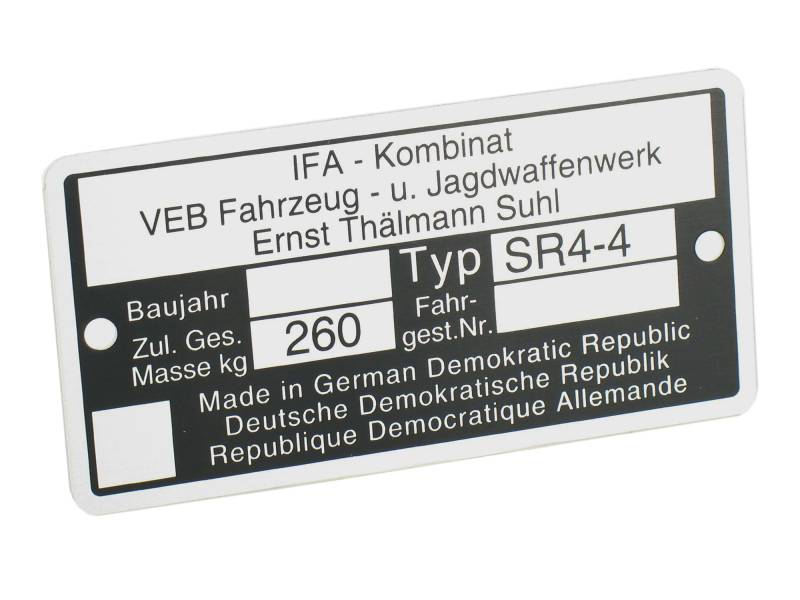 IFA - Kombinat
VEB Fahrzeug - u. Jagdwaffenwerk
Ernst Thälmann Suhl
Baujahr
Typ SR4-4
Zul. Ges.
Masse kg
260
Fahr-
gest.Nr.
Made in German Demokratic Republic
Deutsche Demokratische Republik
Republique Democratique Allemande